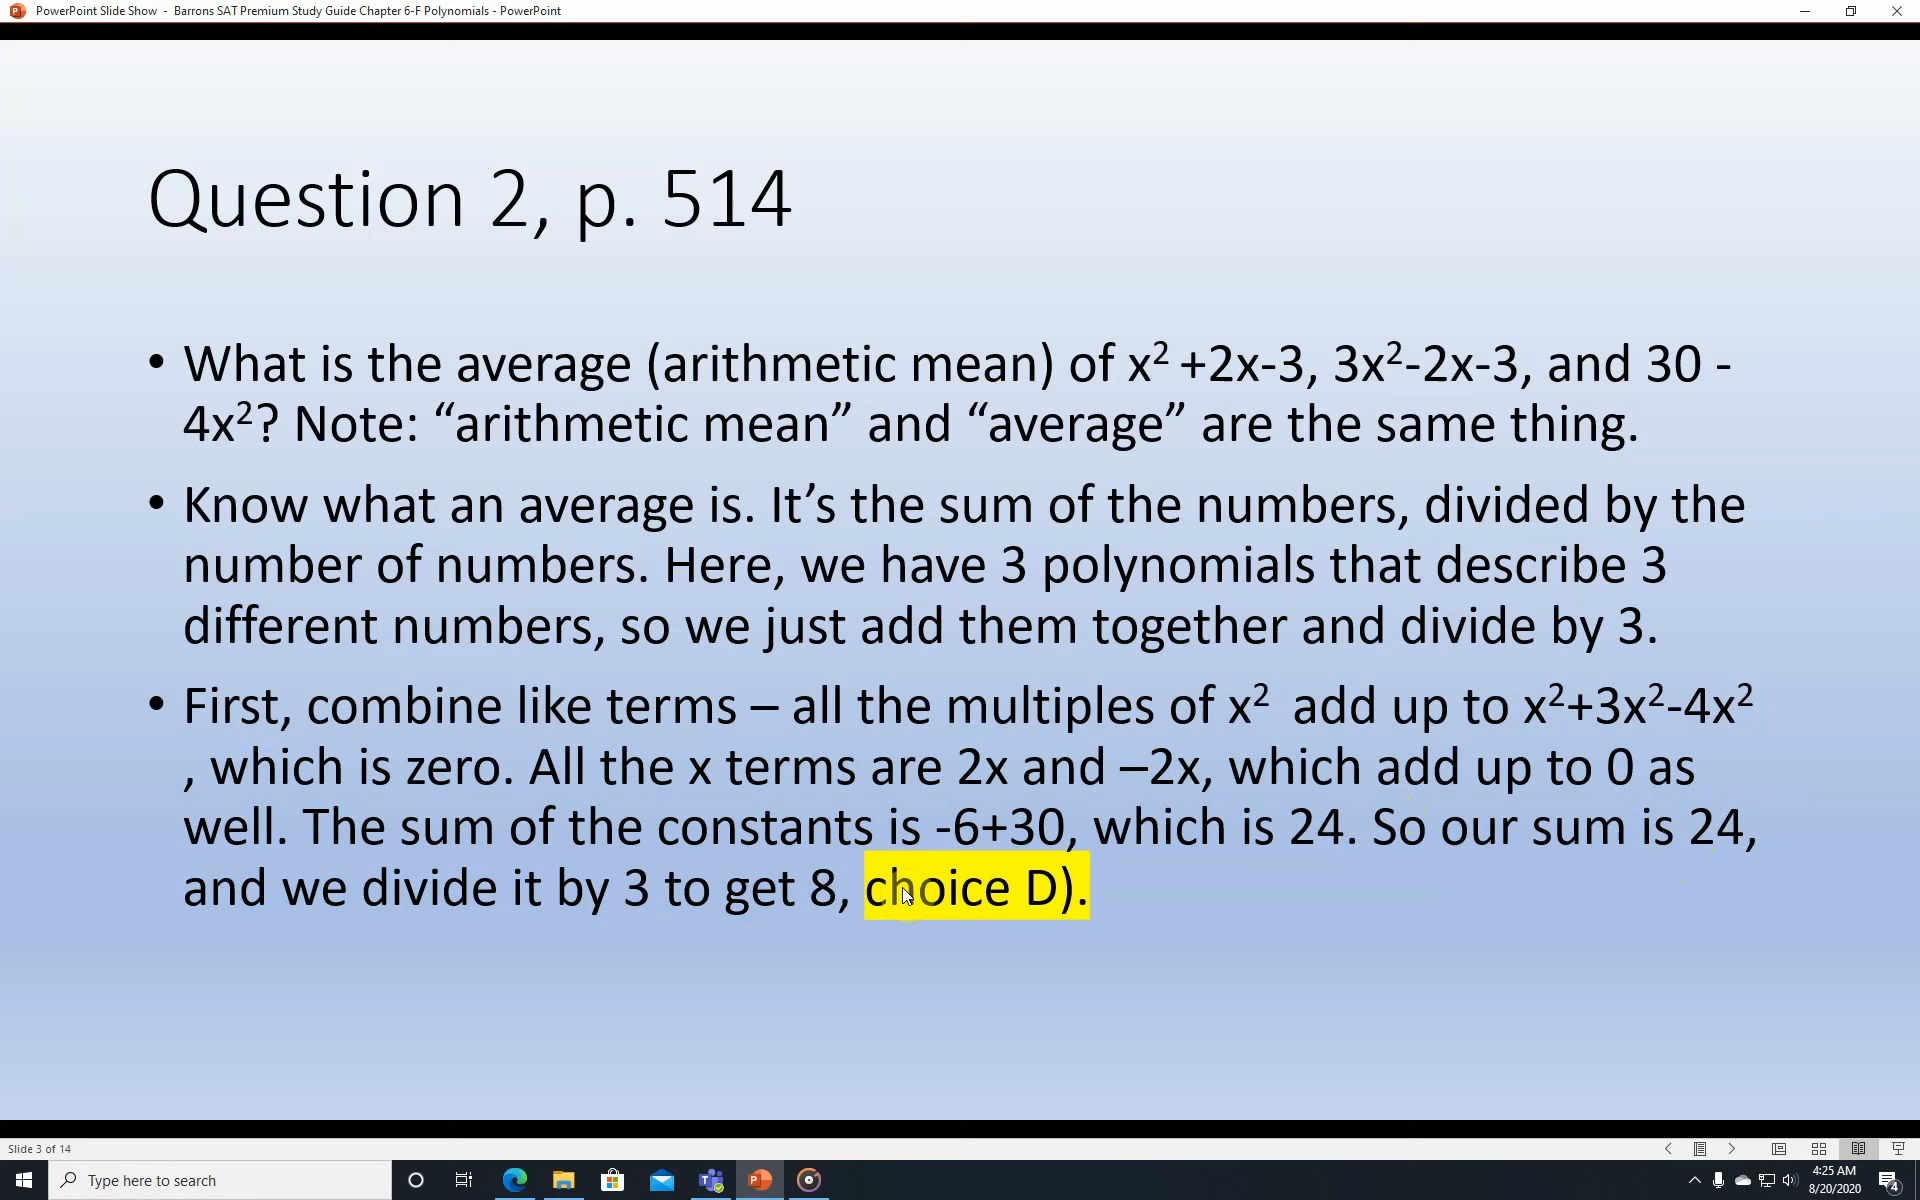 PowerPoint Slide Show - Barrons SAT Premium Study Guide Chapter 6-F Polynomials - PowerPoint
Question 2, p. 514
• What is the average (arithmetic mean) of x² +2x-3, 3x²-2x-3, and 30 -
4x²? Note: “arithmetic mean” and “average” are the same thing.
• Know what an average is. It’s the sum of the numbers, divided by the
number of numbers. Here, we have 3 polynomials that describe 3
different numbers, so we just add them together and divide by 3.
• First, combine like terms – all the multiples of x² add up to x²+3x²-4x²
, which is zero. All the x terms are 2x and –2x, which add up to 0 as
well. The sum of the constants is -6+30, which is 24. So our sum is 24,
and we divide it by 3 to get 8, choice D).
Slide 3 of 14
Type here to search
4:25 AM
8/20/2020
4